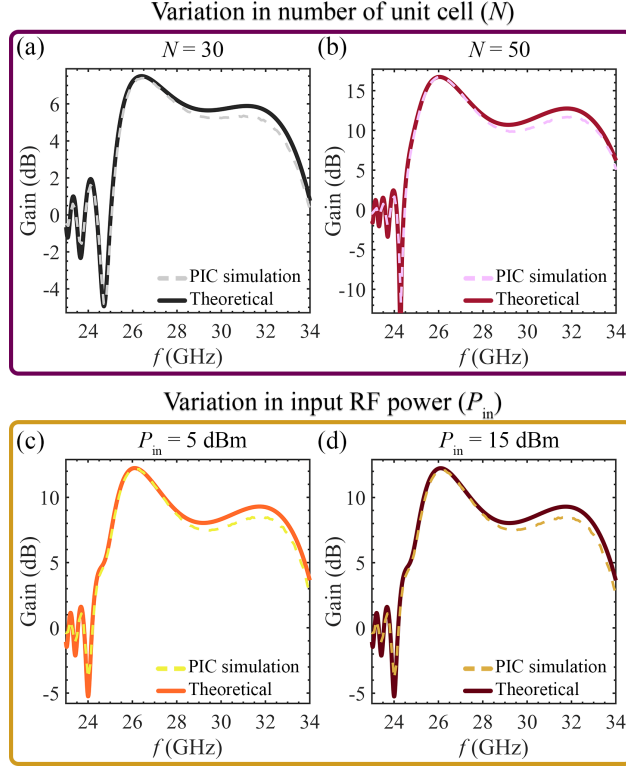 Variation in number of unit cell (N)
(a) N = 30
(b) N = 50
Gain (dB)
6
4
2
0
-2
-4
PIC simulation
Theoretical
24 26 28 30 32 34
f (GHz)
Gain (dB)
15
10
5
0
-5
-10
PIC simulation
Theoretical
24 26 28 30 32 34
f (GHz)
Variation in input RF power (Pin)
(c) Pin = 5 dBm
(d) Pin = 15 dBm
Gain (dB)
10
5
0
-5
PIC simulation
Theoretical
24 26 28 30 32 34
f (GHz)
Gain (dB)
10
5
0
-5
PIC simulation
Theoretical
24 26 28 30 32 34
f (GHz)